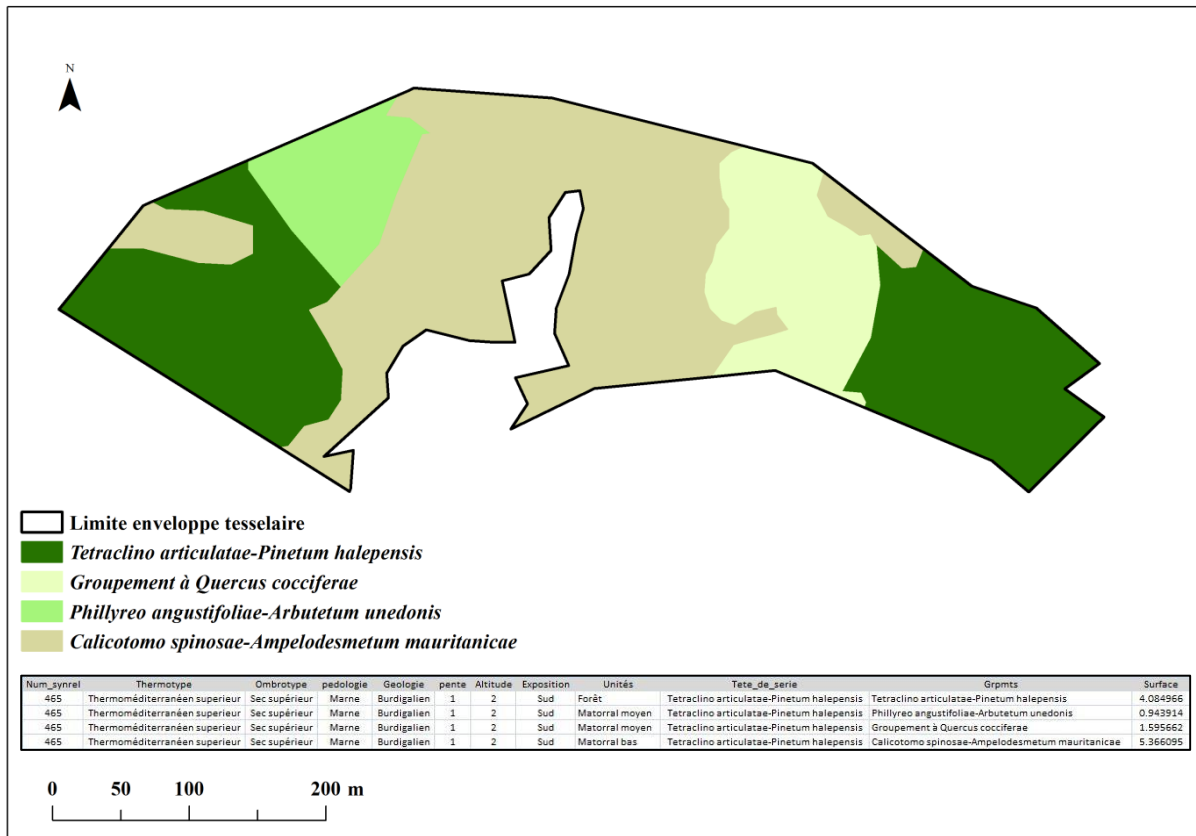 N
Limite enveloppe tesselaire
Tetraclino articulatae-Pinetum halepensis
Groupement à Quercus cocciferae
Phillyreo angustifoliae-Arbutetum unedonis
Calicotomo spinosae-Ampelodesmetum mauritanicae
Num_synrel Thermotype Ombrotype pedologie Geologie pente Altitude Exposition Unités Tete_de_serie Grpmts Surface
465 Thermoméditerranéen superieur Sec supérieur Marne Burdigalien 1 2 Sud Forêt Tetraclino articulatae-Pinetum halepensis Tetraclino articulatae-Pinetum halepensis 4.084966
465 Thermoméditerranéen superieur Sec supérieur Marne Burdigalien 1 2 Sud Matorral moyen Tetraclino articulatae-Pinetum halepensis Phillyreo angustifoliae-Arbutetum unedonis 0.943914
465 Thermoméditerranéen superieur Sec supérieur Marne Burdigalien 1 2 Sud Matorral moyen Tetraclino articulatae-Pinetum halepensis Groupement à Quercus cocciferae 1.595662
465 Thermoméditerranéen superieur Sec supérieur Marne Burdigalien 1 2 Sud Matorral bas Tetraclino articulatae-Pinetum halepensis Calicotomo spinosae-Ampelodesmetum mauritanicae 5.366095
0 50 100 200 m